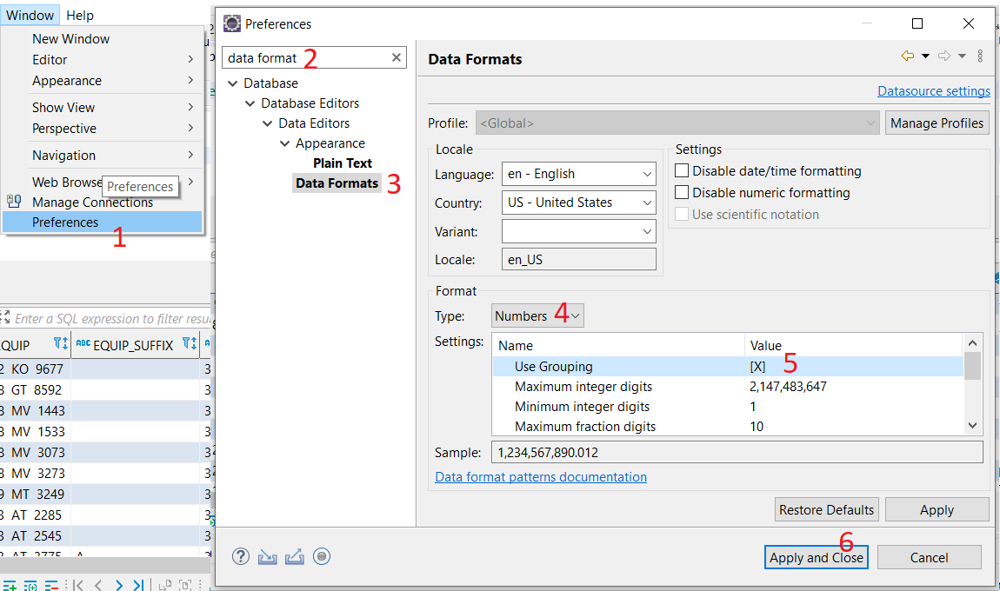 Window Help
New Window
Editor
Appearance
Show View
Perspective
Navigation
Web Browse
Preferences
Manage Connections
Preferences
1
Enter a SQL expression to filter resu
EQUIP ABC EQUIP_SUFFIX
2 KO 9677 3
3 GT 8592 3
3 MV 1443 3
3 MV 1533 3
3 MV 3073 3
3 MV 3273 3
9 MT 3249 3
3 AT 2285 3
3 AT 2545 3
3 AT 2775 A
Preferences
data format 2
Database
Database Editors
Data Editors
Appearance
Plain Text
Data Formats 3
Data Formats
Datasource settings
Profile: <Global> Manage Profiles
Locale
Language: en - English
Country: US - United States
Variant:
Locale: en_US
Settings
Disable date/time formatting
Disable numeric formatting
Use scientific notation
Format
Type: Numbers 4
Settings: Name Value
Use Grouping [X] 5
Maximum integer digits 2,147,483,647
Minimum integer digits 1
Maximum fraction digits 10
Sample: 1,234,567,890.012
Data format patterns documentation
Restore Defaults Apply
6
Apply and Close Cancel